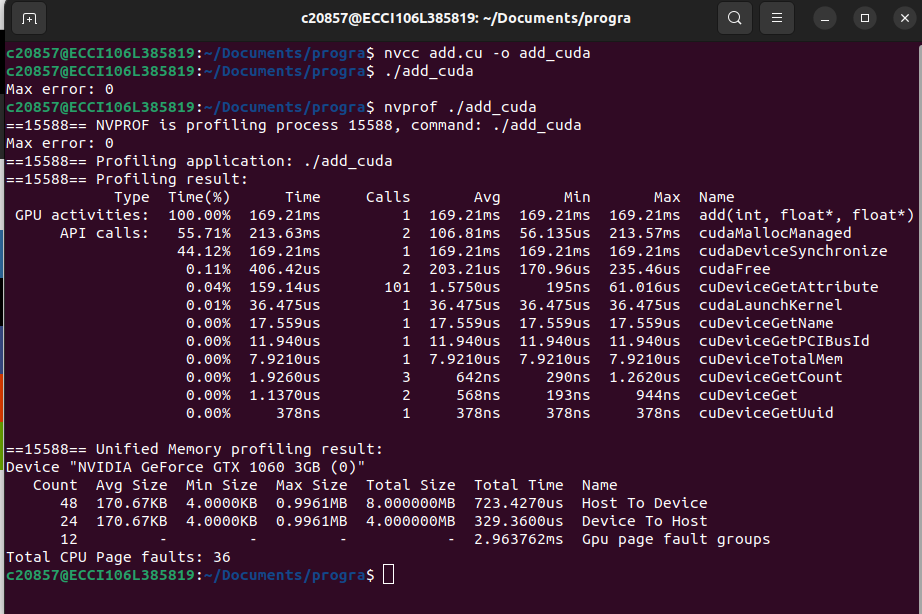 c20857@ECCI106L385819: ~/Documents/progra
c20857@ECCI106L385819:~/Documents/progra$ nvcc add.cu -o add_cuda
c20857@ECCI106L385819:~/Documents/progra$ ./add_cuda
Max error: 0
c20857@ECCI106L385819:~/Documents/progra$ nvprof ./add_cuda
==15588== NVPROF is profiling process 15588, command: ./add_cuda
Max error: 0
==15588== Profiling application: ./add_cuda
==15588== Profiling result:
            Type  Time(%)      Time     Calls       Avg       Min       Max  Name
 GPU activities:  100.00%  169.21ms         1  169.21ms  169.21ms  169.21ms  add(int, float*, float*)
      API calls:   55.71%  213.63ms         2  106.81ms  56.135us  213.57ms  cudaMallocManaged
                   44.12%  169.21ms         1  169.21ms  169.21ms  169.21ms  cudaDeviceSynchronize
                    0.11%  406.42us         2  203.21us  170.96us  235.46us  cudaFree
                    0.04%  159.14us       101  1.5750us     195ns  61.016us  cuDeviceGetAttribute
                    0.01%  36.475us         1  36.475us  36.475us  36.475us  cudaLaunchKernel
                    0.00%  17.559us         1  17.559us  17.559us  17.559us  cuDeviceGetName
                    0.00%  11.940us         1  11.940us  11.940us  11.940us  cuDeviceGetPCIBusId
                    0.00%  7.9210us         1  7.9210us  7.9210us  7.9210us  cuDeviceTotalMem
                    0.00%  1.9260us         3     642ns     290ns  1.2620us  cuDeviceGetCount
                    0.00%  1.1370us         2     568ns     193ns     944ns  cuDeviceGet
                    0.00%     378ns         1     378ns     378ns     378ns  cuDeviceGetUuid
==15588== Unified Memory profiling result:
Device "NVIDIA GeForce GTX 1060 3GB (0)"
   Count  Avg Size  Min Size  Max Size  Total Size  Total Time  Name
      48  170.67KB  4.0000KB  0.9961MB  8.000000MB  723.4270us  Host To Device
      24  170.67KB  4.0000KB  0.9961MB  4.000000MB  329.3600us  Device To Host
      12         -         -         -           -  2.963762ms  Gpu page fault groups
Total CPU Page faults: 36
c20857@ECCI106L385819:~/Documents/progra$